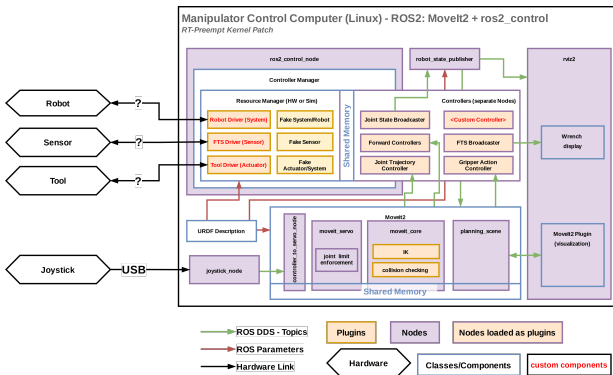 Manipulator Control Computer (Linux) - ROS2: MoveIt2 + ros2_control
RT-Preempt Kernel Patch
ros2_control_node
robot_state_publisher
rviz2
Controller Manager
Resource Manager (HW or Sim)
Controllers (separate Nodes)
Robot
?
Robot Driver (System)
Fake System/Robot
Shared Memory
Joint State Broadcaster
<Custom Controller>
Sensor
?
FTS Driver (Sensor)
Fake Sensor
Forward Controllers
FTS Broadcaster
Wrench
display
Tool
?
Tool Driver (Actuator)
Fake
Actuator/System
Joint Trajectory
Controller
Gripper Action
Controller
MoveIt2
URDF Description
controller_to_servo_node
moveit_servo
moveit_core
planning_scene
MoveIt2 Plugin
(visualization)
joint limit
enforcement
IK
collision checking
Joystick
USB
joystick_node
Shared Memory
ROS DDS - Topics
ROS Parameters
Hardware Link
Plugins
Nodes
Nodes loaded as plugins
Hardware
Classes/Components
custom components